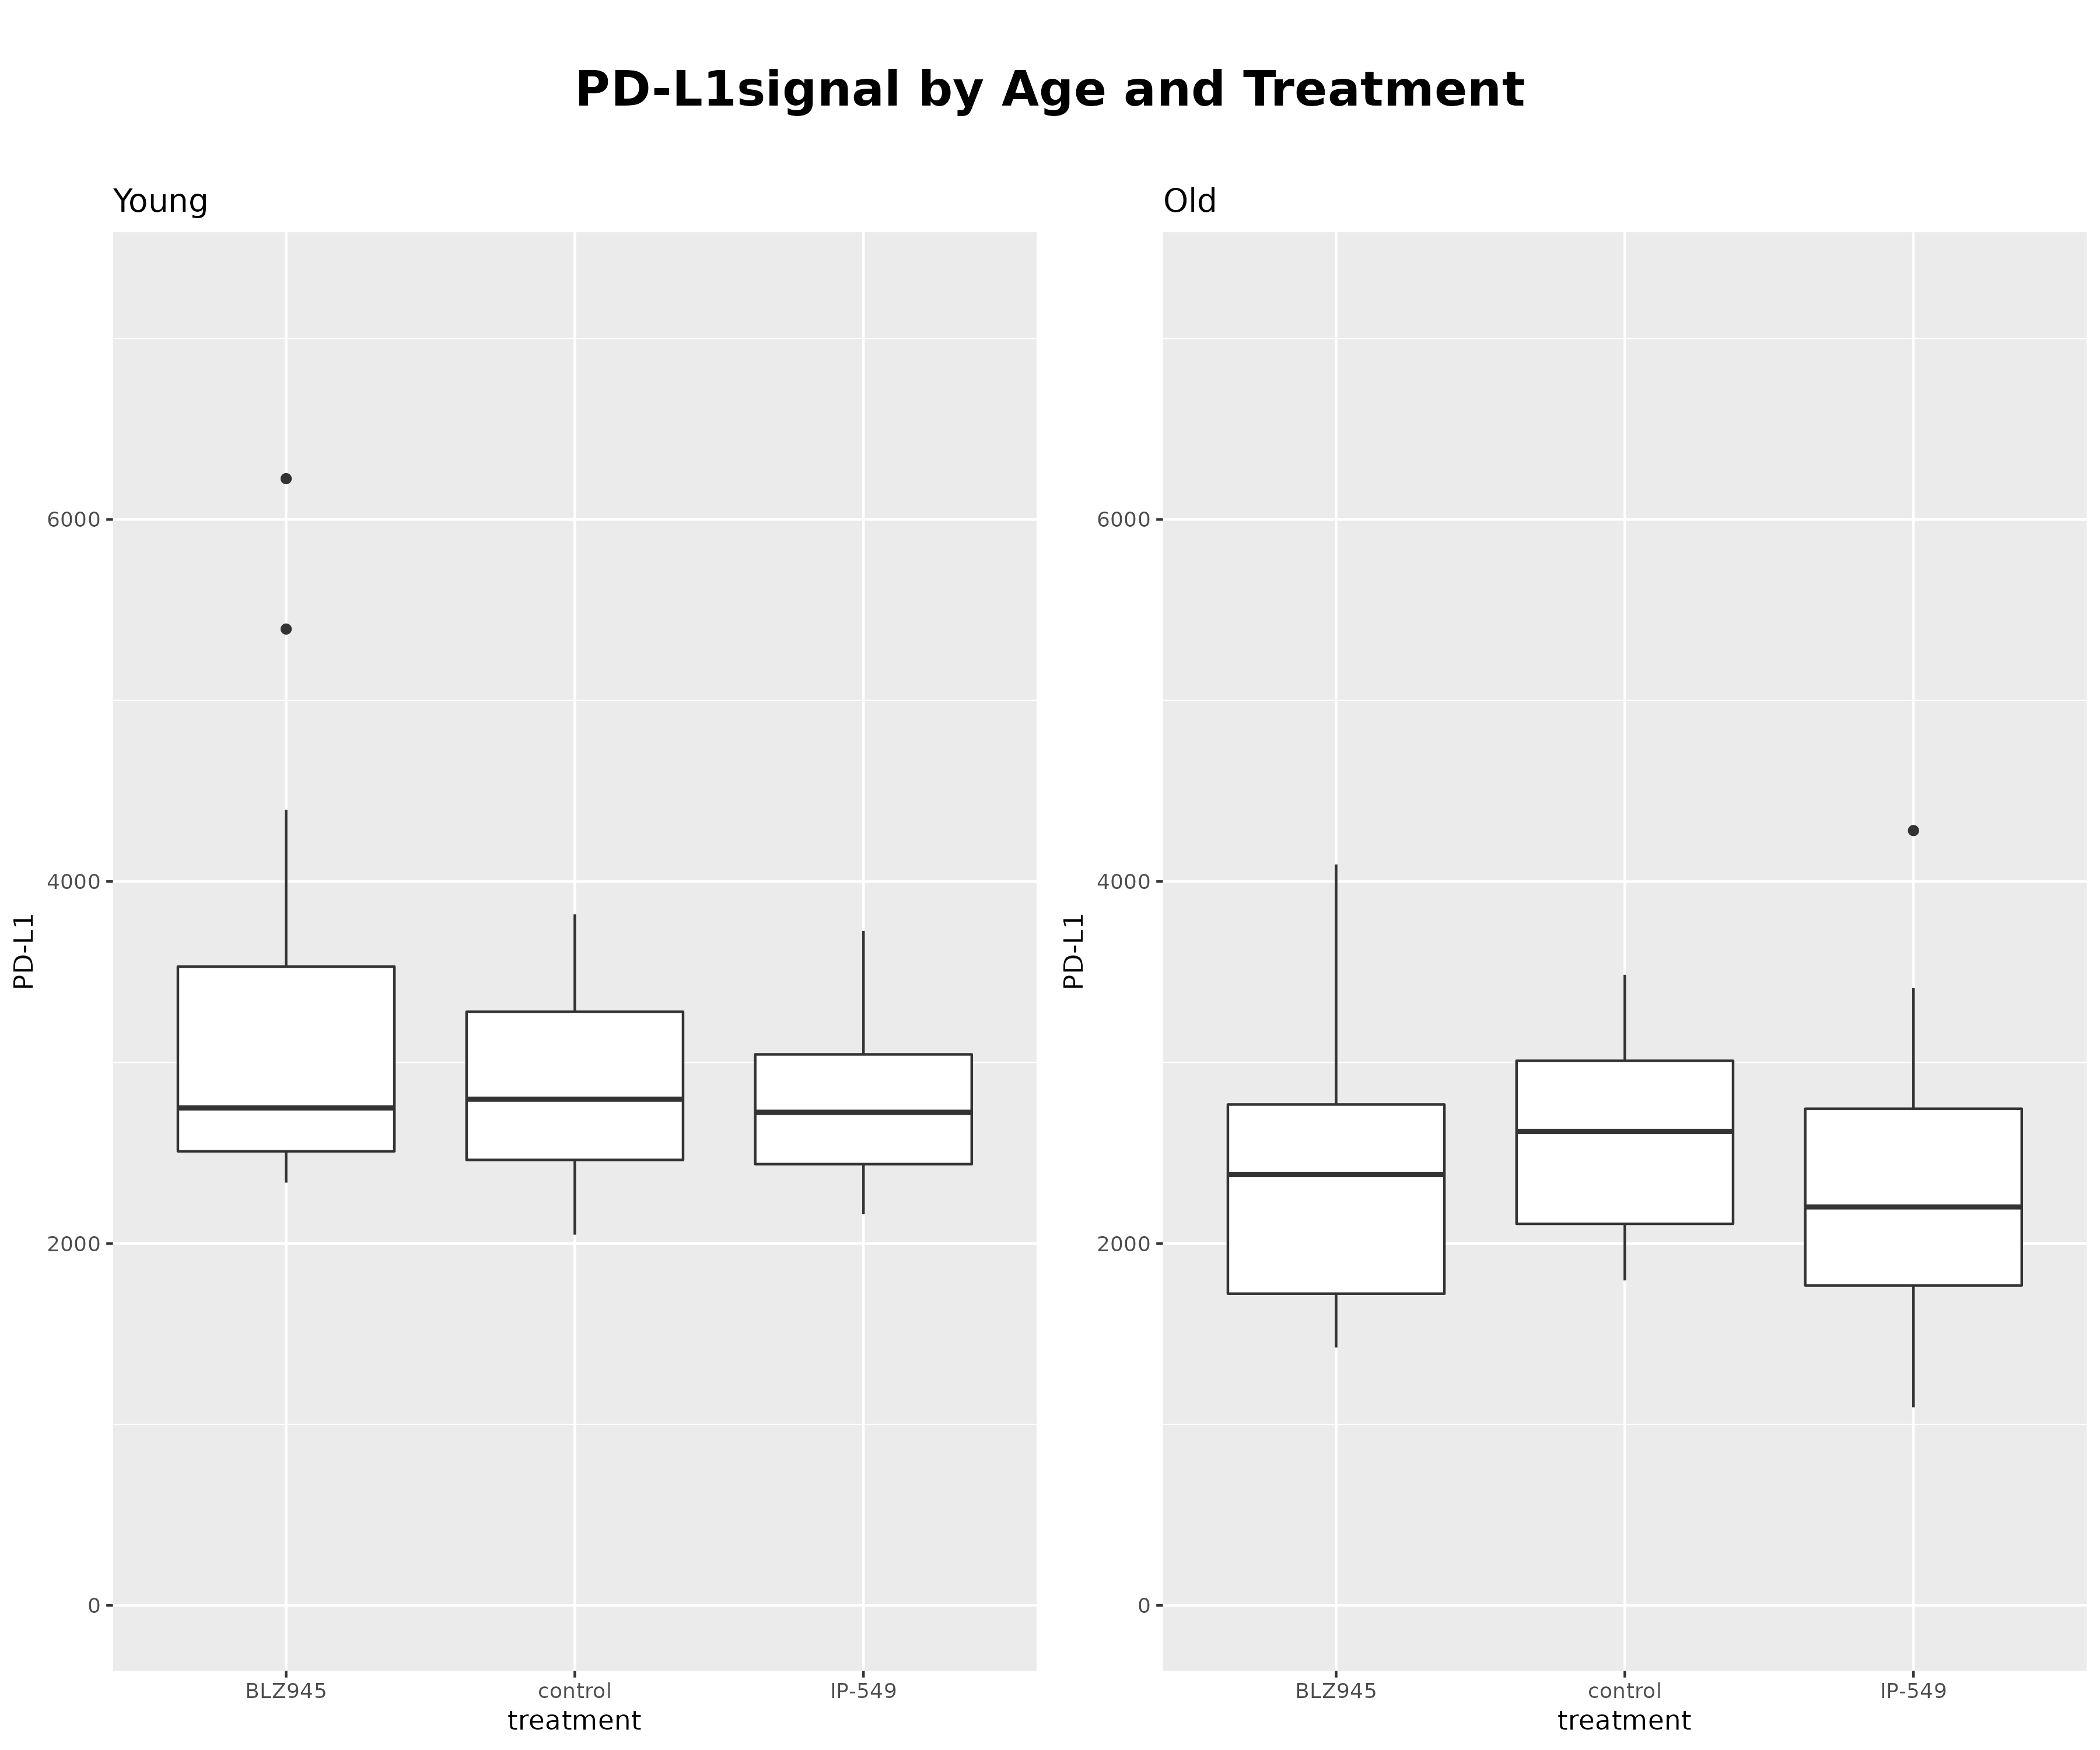 PD-L1signal by Age and Treatment
Young
6000
4000
2000
0
PD-L1
BLZ945 control IP-549
treatment
Old
6000
4000
2000
0
PD-L1
BLZ945 control IP-549
treatment